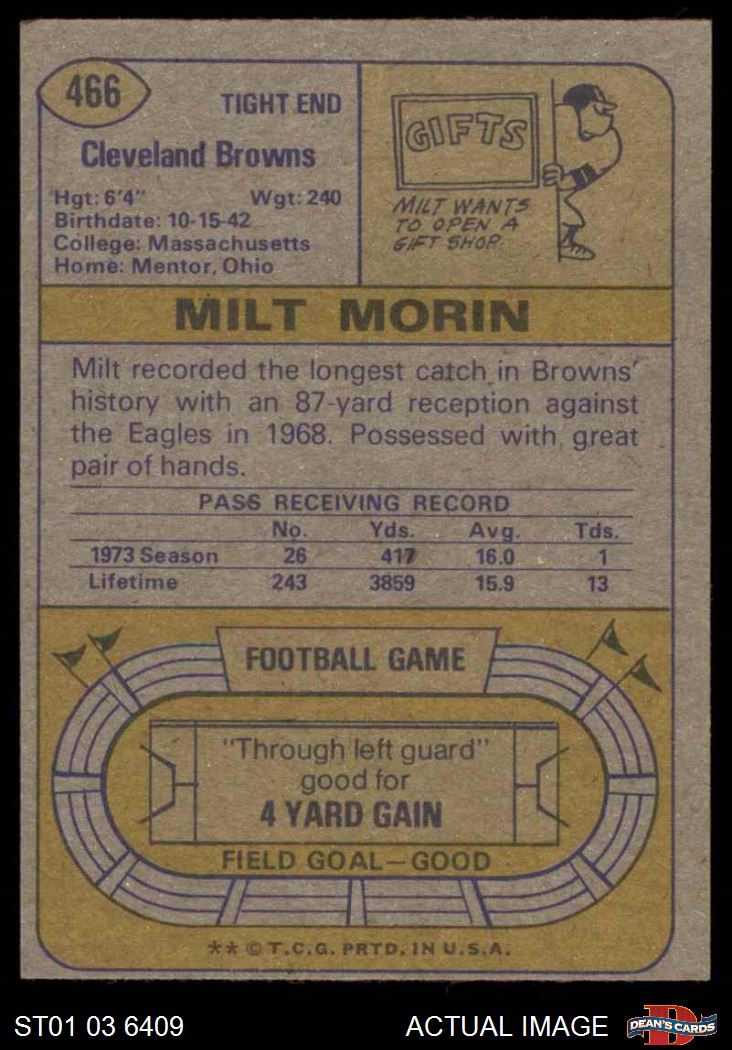 466
TIGHT END
Cleveland Browns
Hgt: 6'4" Wgt: 240
Birthdate: 10-15-42
College: Massachusetts
Home: Mentor, Ohio
GIFTS
MILT WANTS
TO OPEN A
GIFT SHOP.
MILT MORIN
Milt recorded the longest catch in Browns'
history with an 87-yard reception against
the Eagles in 1968. Possessed with great
pair of hands.
PASS RECEIVING RECORD
No. Yds. Avg. Tds.
1973 Season 26 417 16.0 1
Lifetime 243 3859 15.9 13
FOOTBALL GAME
"Through left guard"
good for
4 YARD GAIN
FIELD GOAL—GOOD
** © T.C.G. PRTD. IN U.S.A.
ST01 03 6409 ACTUAL IMAGE D DEAN'S CARDS